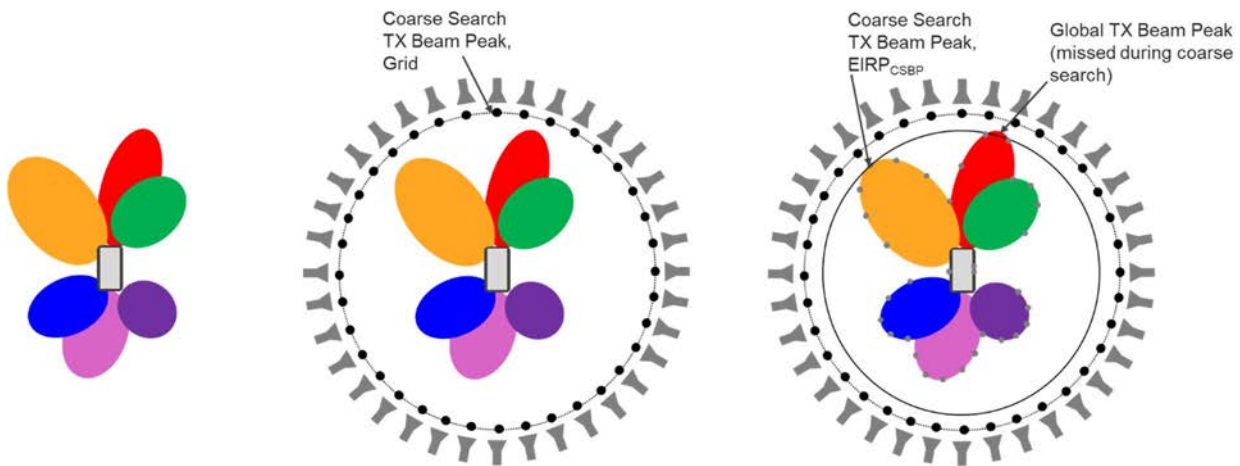 Coarse Search
TX Beam Peak,
Grid
Coarse Search
TX Beam Peak,
EIRPCSBP
Global TX Beam Peak
(missed during coarse
search)